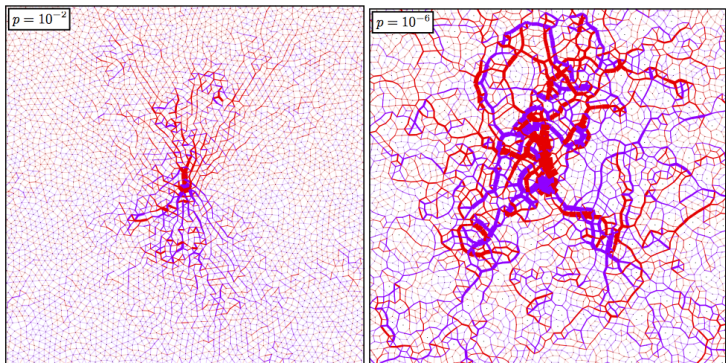 p = 10⁻²
p = 10⁻⁶